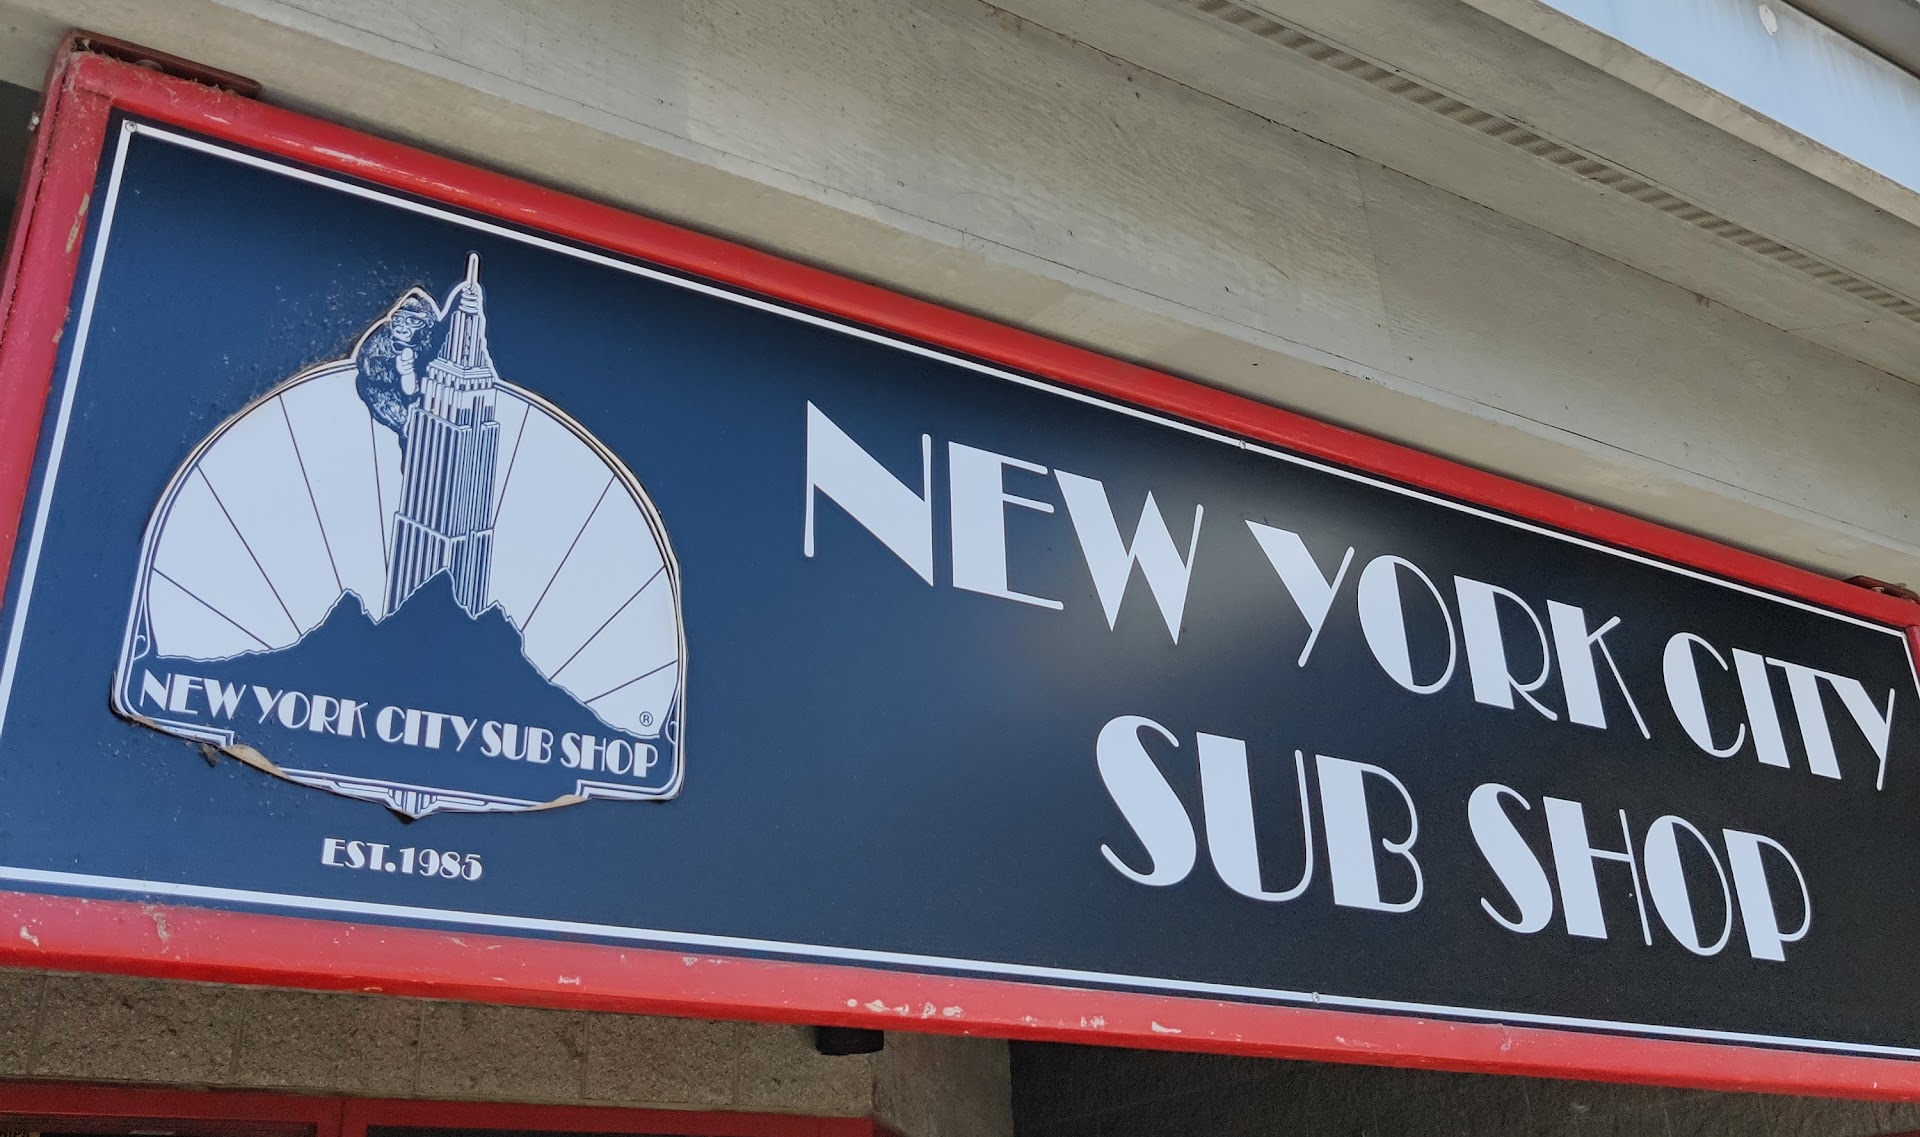 NEW YORK CITY SUB SHOP ®
EST.1985
NEW YORK CITY
SUB SHOP